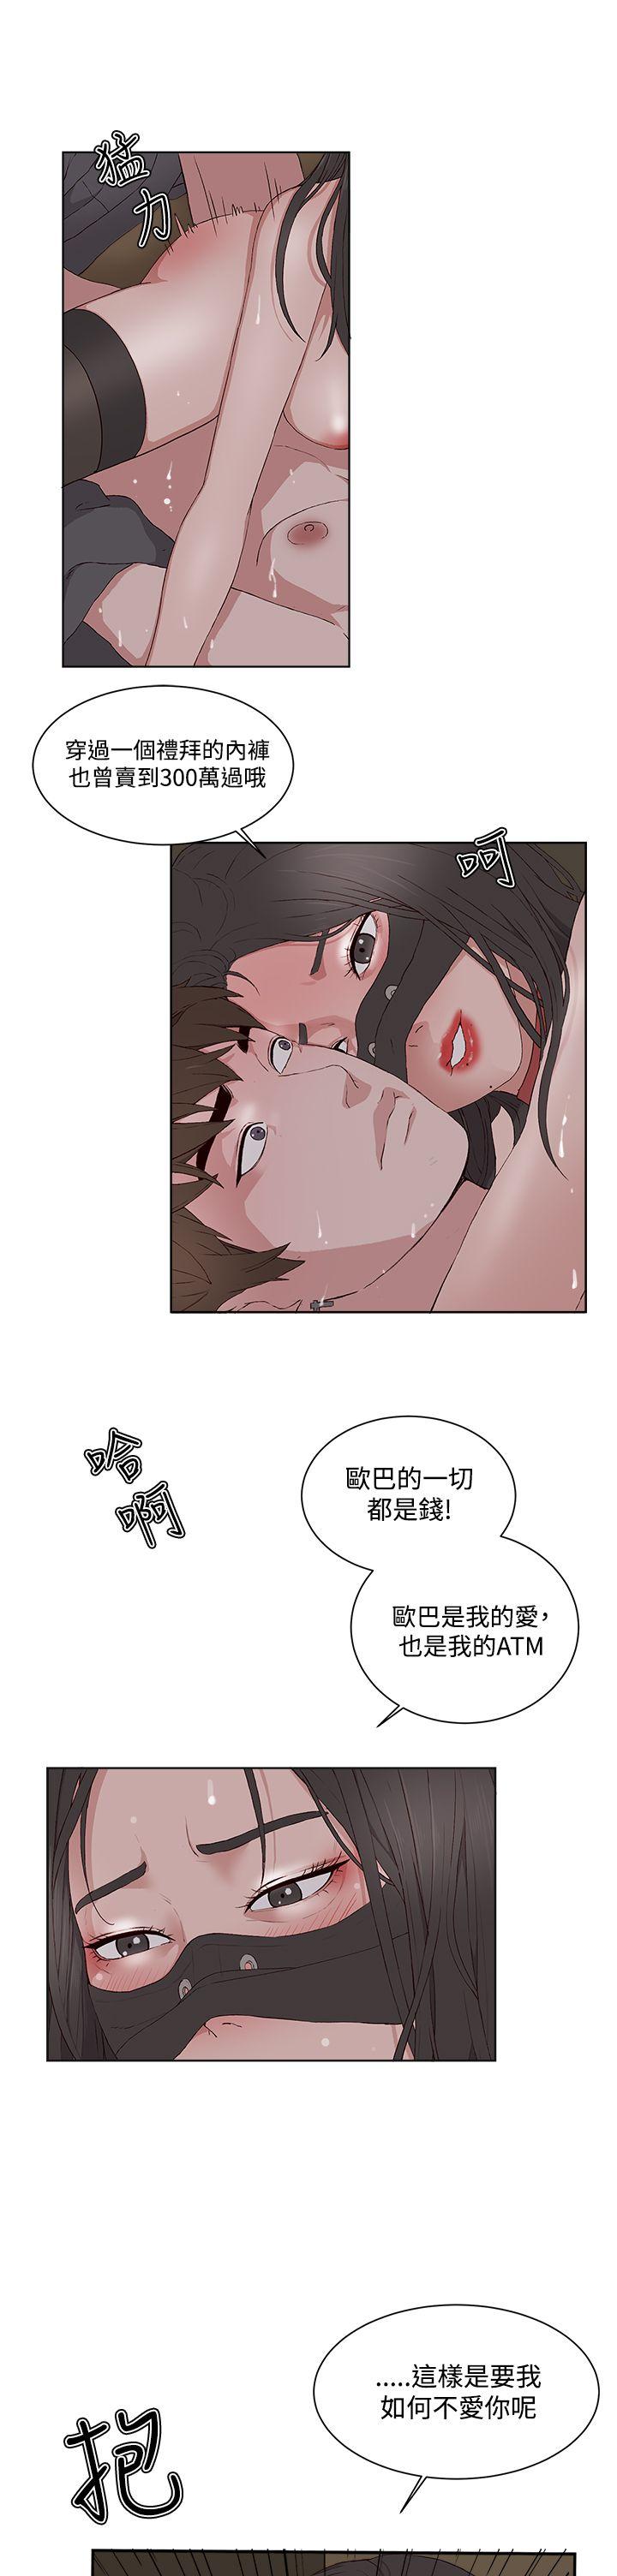 猛
力
穿過一個禮拜的內褲
也曾賣到300萬過哦
呵
哈
啊
歐巴的一切
都是錢!
歐巴是我的愛，
也是我的ATM
.....這樣是要我
如何不愛你呢
抱